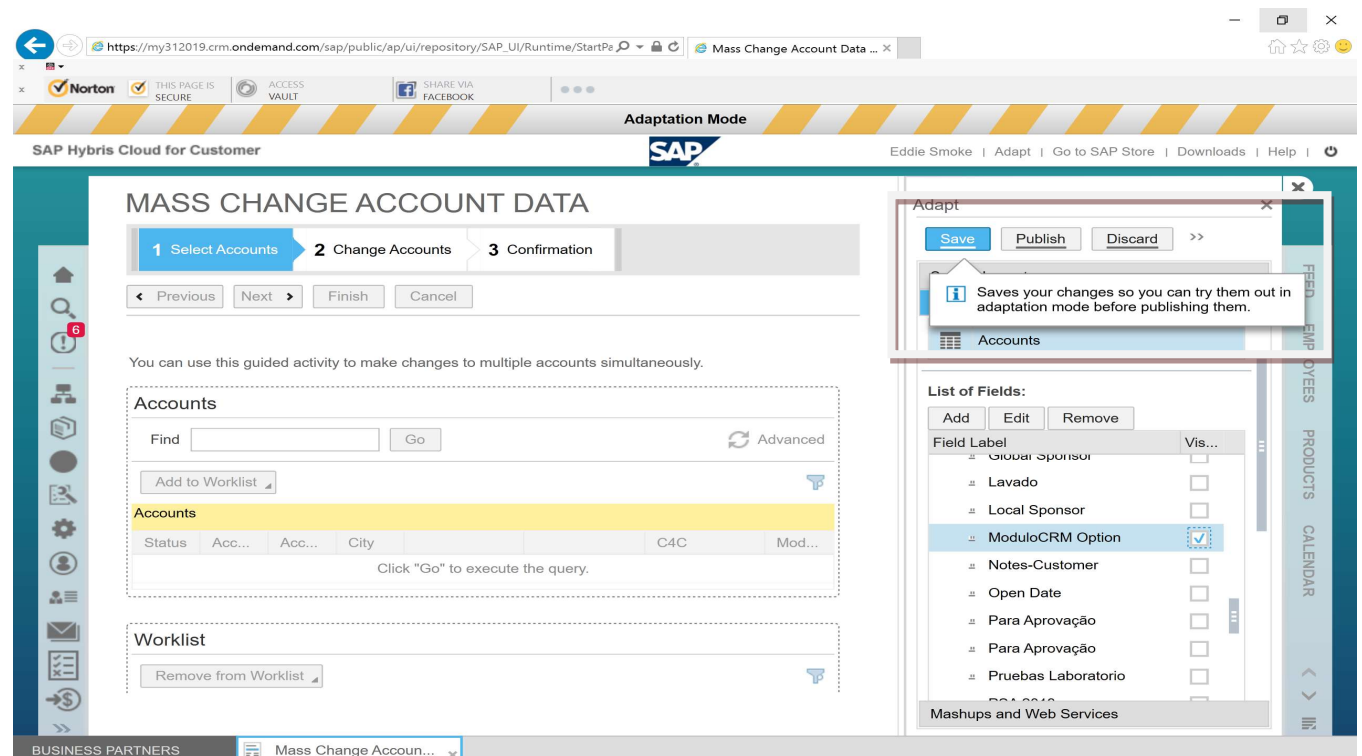 https://my312019.crm.ondemand.com/sap/public/ap/ui/repository/SAP_UI/Runtime/StartPa
Mass Change Account Data ...
Norton
THIS PAGE IS SECURE
ACCESS VAULT
SHARE VIA FACEBOOK
Adaptation Mode
SAP Hybris Cloud for Customer
SAP
Eddie Smoke | Adapt | Go to SAP Store | Downloads | Help |
MASS CHANGE ACCOUNT DATA
1 Select Accounts
2 Change Accounts
3 Confirmation
Previous
Next
Finish
Cancel
You can use this guided activity to make changes to multiple accounts simultaneously.
Accounts
Find
Go
Advanced
Add to Worklist
Accounts
Status Acc... Acc... City C4C Mod...
Click "Go" to execute the query.
Worklist
Remove from Worklist
6
Adapt
Save
Publish
Discard
>>
Saves your changes so you can try them out in
adaptation mode before publishing them.
Accounts
List of Fields:
Add
Edit
Remove
Field Label Vis...
Global Sponsor
Lavado
Local Sponsor
ModuloCRM Option
Notes-Customer
Open Date
Para Aprovação
Para Aprovação
Pruebas Laboratorio
Mashups and Web Services
FEED
EMPLOYEES
PRODUCTS
CALENDAR
BUSINESS PARTNERS
Mass Change Accoun...